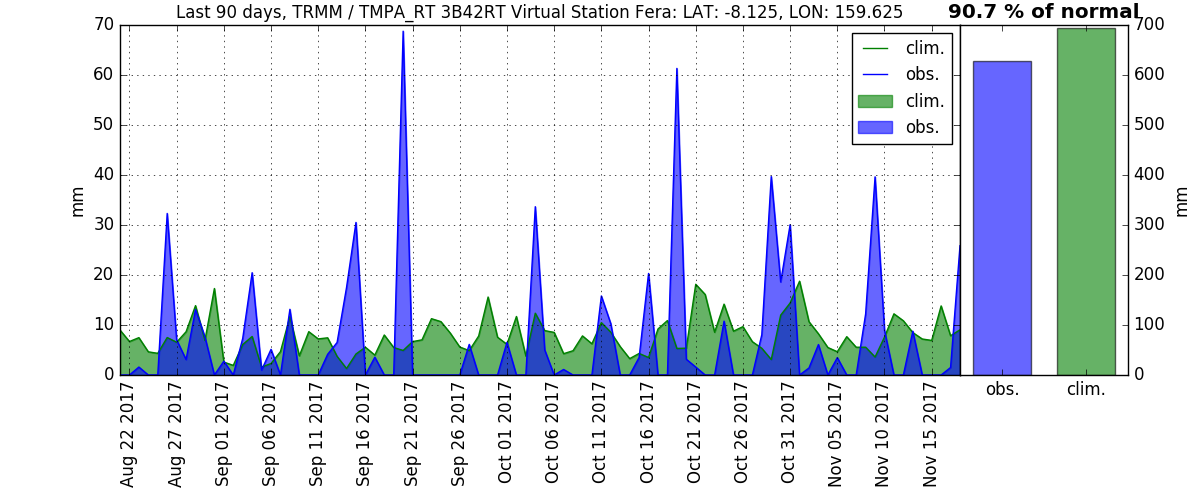 Last 90 days, TRMM / TMPA_RT 3B42RT Virtual Station Fera: LAT: -8.125, LON: 159.625
90.7 % of normal
70
60
50
40
30
20
10
0
mm
clim.
obs.
clim.
obs.
700
600
500
400
300
200
100
0
mm
obs.
clim.
Aug 22 2017
Aug 27 2017
Sep 01 2017
Sep 06 2017
Sep 11 2017
Sep 16 2017
Sep 21 2017
Sep 26 2017
Oct 01 2017
Oct 06 2017
Oct 11 2017
Oct 16 2017
Oct 21 2017
Oct 26 2017
Oct 31 2017
Nov 05 2017
Nov 10 2017
Nov 15 2017